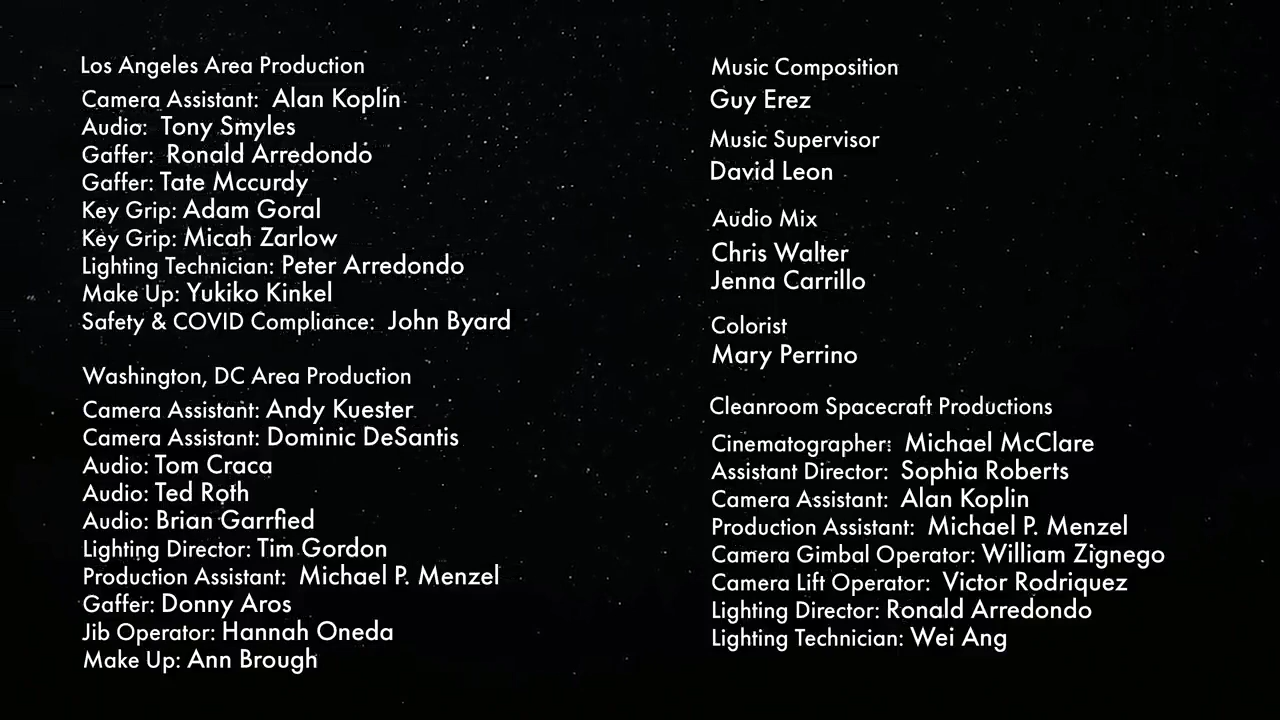 Los Angeles Area Production
Camera Assistant: Alan Koplin
Audio: Tony Smyles
Gaffer: Ronald Arredondo
Gaffer: Tate Mccurdy
Key Grip: Adam Goral
Key Grip: Micah Zarlow
Lighting Technician: Peter Arredondo
Make Up: Yukiko Kinkel
Safety & COVID Compliance: John Byard
Washington, DC Area Production
Camera Assistant: Andy Kuester
Camera Assistant: Dominic DeSantis
Audio: Tom Craca
Audio: Ted Roth
Audio: Brian Garrfied
Lighting Director: Tim Gordon
Production Assistant: Michael P. Menzel
Gaffer: Donny Aros
Jib Operator: Hannah Oneda
Make Up: Ann Brough
Music Composition
Guy Erez
Music Supervisor
David Leon
Audio Mix
Chris Walter
Jenna Carrillo
Colorist
Mary Perrino
Cleanroom Spacecraft Productions
Cinematographer: Michael McClare
Assistant Director: Sophia Roberts
Camera Assistant: Alan Koplin
Production Assistant: Michael P. Menzel
Camera Gimbal Operator: William Zignego
Camera Lift Operator: Victor Rodriquez
Lighting Director: Ronald Arredondo
Lighting Technician: Wei Ang